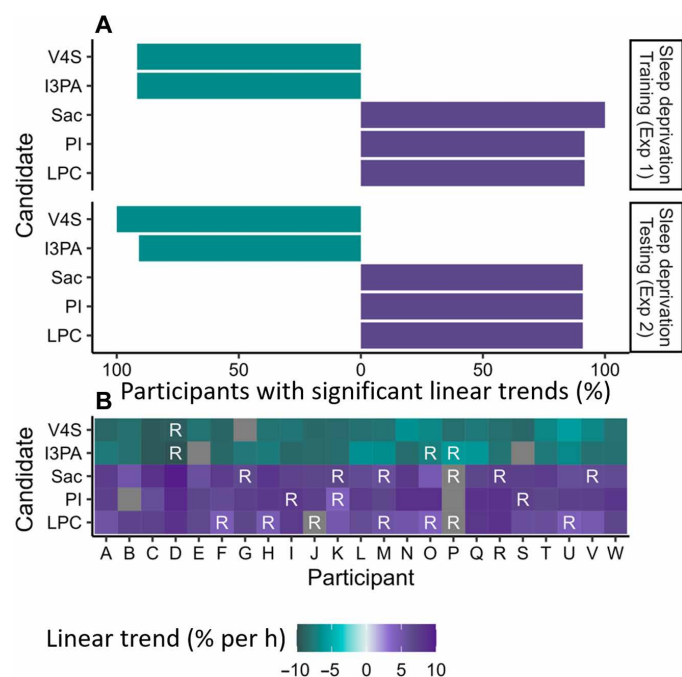 A
V4S
I3PA
Sac
PI
LPC
Sleep deprivation
Training (Exp 1)
V4S
I3PA
Sac
PI
LPC
Sleep deprivation
Testing (Exp 2)
Candidate
100 50 0 50 100
Participants with significant linear trends (%)
B
V4S R
I3PA R R R
Sac R K R R R R
PI R R R
LPC R R R R R R R
Candidate
A B C D E F G H I J K L M N O P Q R S T U V W
Participant
Linear trend (% per h)
−10 −5 0 5 10